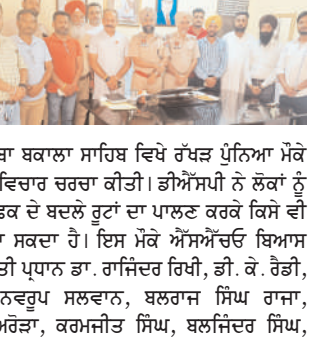 ਬਾ ਬਕਾਲਾ ਸਾਹਿਬ ਵਿਖੇ ਰੱਖੜ ਪੁੰਨਿਆ ਮੌਕੇ
ਵਿਚਾਰ ਚਰਚਾ ਕੀਤੀ। ਡੀਐੱਸਪੀ ਨੇ ਲੋਕਾਂ ਨੂੰ
ਫਿਕ ਦੇ ਬਦਲੇ ਰੂਟਾਂ ਦਾ ਪਾਲਣ ਕਰਕੇ ਕਿਸੇ ਵੀ
ਸਕਦਾ ਹੈ। ਇਸ ਮੌਕੇ ਐੱਸਐੱਚਓ ਬਿਆਸ
ਤੀ ਪ੍ਰਧਾਨ ਡਾ. ਰਾਜਿੰਦਰ ਰਿਖੀ, ਡੀ. ਕੇ. ਰੈਡੀ,
ਨਵਰੂਪ ਸਲਵਾਨ, ਬਲਰਾਜ ਸਿੰਘ ਰਾਜਾ,
ਅਰੋੜਾ, ਕਰਮਜੀਤ ਸਿੰਘ, ਬਲਜਿੰਦਰ ਸਿੰਘ,